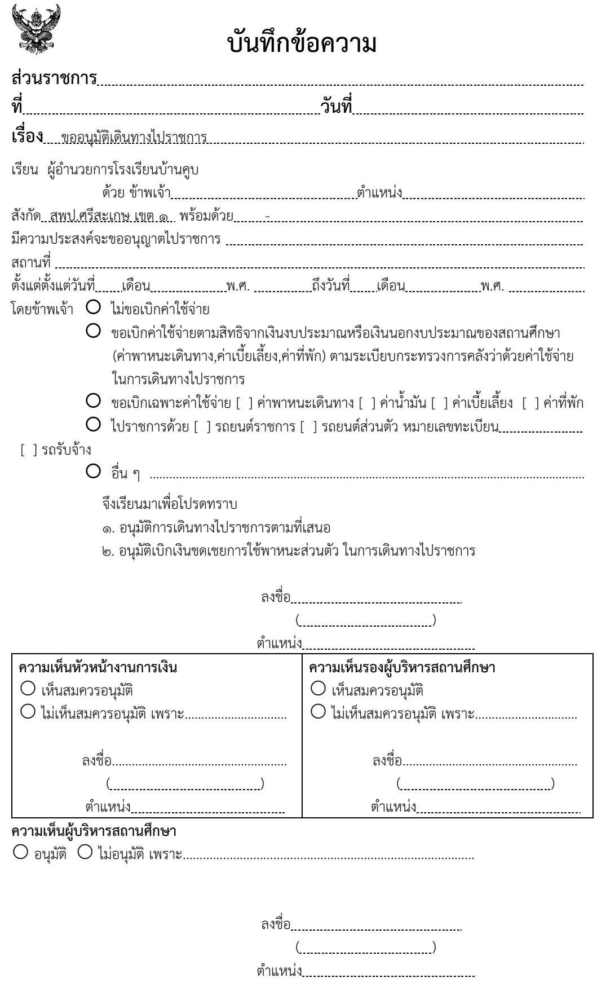 บันทึกข้อความ
ส่วนราชการ
ที่ วันที่
เรื่อง ขออนุมัติเดินทางไปราชการ
เรียน ผู้อำนวยการโรงเรียนบ้านคูบ
ด้วย ข้าพเจ้า ตำแหน่ง
สังกัด สพป.ศรีสะเกษ เขต ๑ พร้อมด้วย -
มีความประสงค์จะขออนุญาตไปราชการ
สถานที่
ตั้งแต่ตั้งแต่วันที่ เดือน พ.ศ. ถึงวันที่ เดือน พ.ศ.
โดยข้าพเจ้า ○ ไม่ขอเบิกค่าใช้จ่าย
○ ขอเบิกค่าใช้จ่ายตามสิทธิจากเงินงบประมาณหรือเงินนอกงบประมาณของสถานศึกษา
(ค่าพาหนะเดินทาง,ค่าเบี้ยเลี้ยง,ค่าที่พัก) ตามระเบียบกระทรวงการคลังว่าด้วยค่าใช้จ่าย
ในการเดินทางไปราชการ
○ ขอเบิกเฉพาะค่าใช้จ่าย [ ] ค่าพาหนะเดินทาง [ ] ค่าน้ำมัน [ ] ค่าเบี้ยเลี้ยง [ ] ค่าที่พัก
○ ไปราชการด้วย [ ] รถยนต์ราชการ [ ] รถยนต์ส่วนตัว หมายเลขทะเบียน
[ ] รถรับจ้าง
○ อื่น ๆ
จึงเรียนมาเพื่อโปรดทราบ
๑. อนุมัติการเดินทางไปราชการตามที่เสนอ
๒. อนุมัติเบิกเงินชดเชยการใช้พาหนะส่วนตัว ในการเดินทางไปราชการ
ลงชื่อ
( )
ตำแหน่ง
ความเห็นหัวหน้างานการเงิน
○ เห็นสมควรอนุมัติ
○ ไม่เห็นสมควรอนุมัติ เพราะ
ลงชื่อ
( )
ตำแหน่ง
ความเห็นรองผู้บริหารสถานศึกษา
○ เห็นสมควรอนุมัติ
○ ไม่เห็นสมควรอนุมัติ เพราะ
ลงชื่อ
( )
ตำแหน่ง
ความเห็นผู้บริหารสถานศึกษา
○ อนุมัติ ○ ไม่อนุมัติ เพราะ
ลงชื่อ
( )
ตำแหน่ง